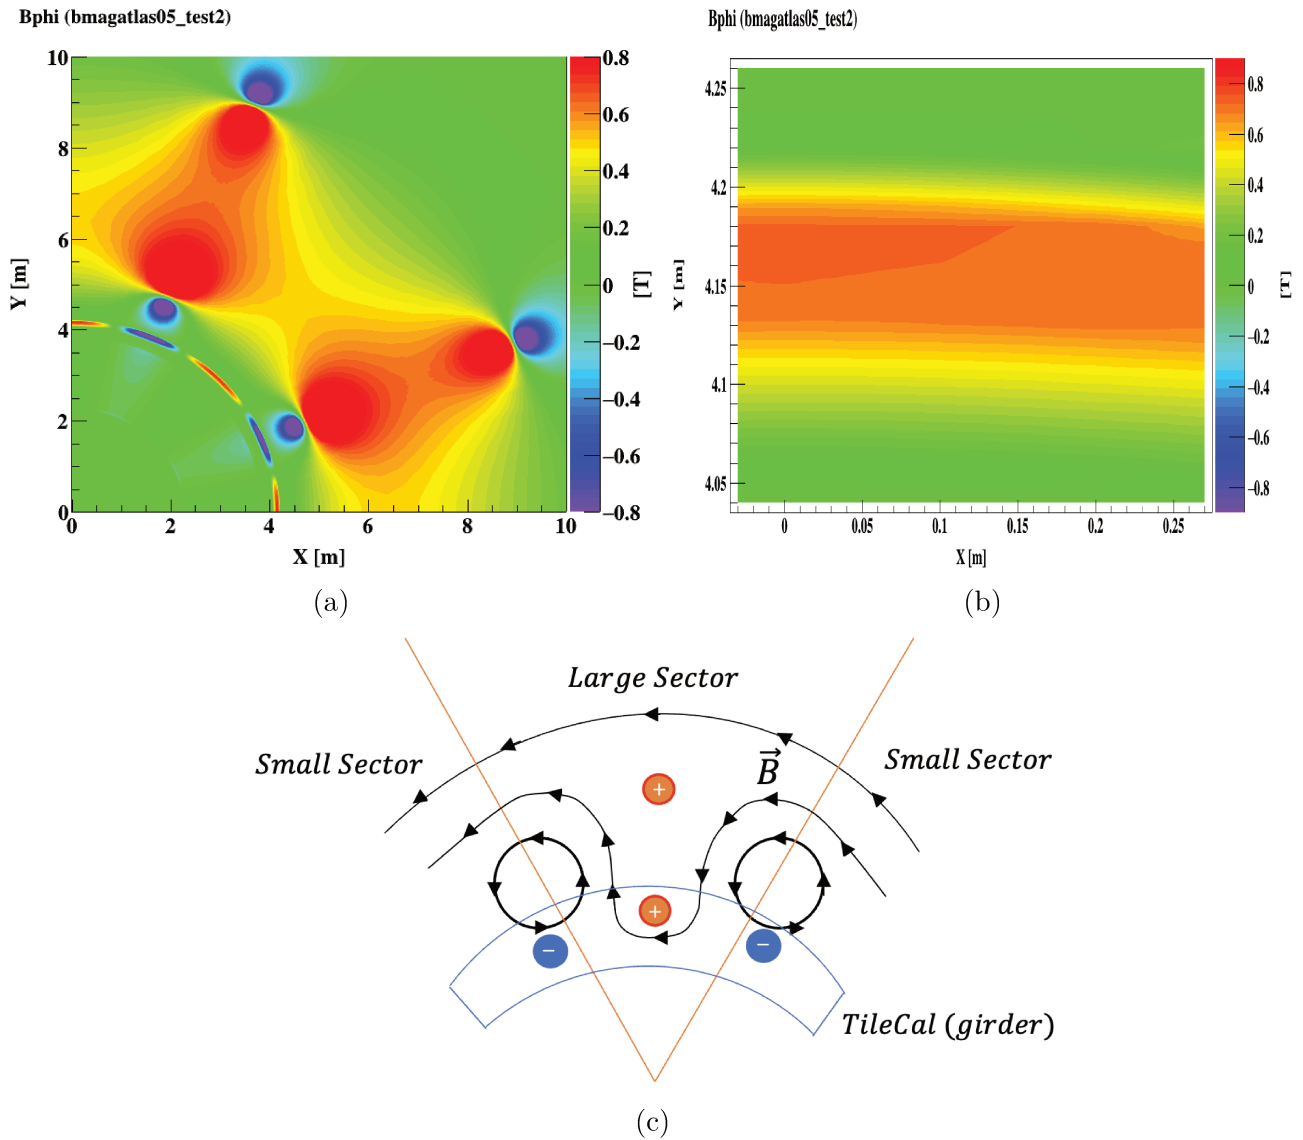 Bphi (bmagatlas05_test2)
10
8
6
4
2
0
0 2 4 6 8 10
Y [m]
X [m]
0.8
0.6
0.4
0.2
0
−0.2
−0.4
−0.6
−0.8
[T]
(a)
Bphi (bmagatlas05_test2)
4.25
4.2
4.15
4.1
4.05
0 0.05 0.1 0.15 0.2 0.25
Y [m]
X [m]
0.8
0.6
0.4
0.2
0
−0.2
−0.4
−0.6
−0.8
[T]
(b)
Large Sector
Small Sector
B⃗
Small Sector
+
+
−
−
TileCal (girder)
(c)